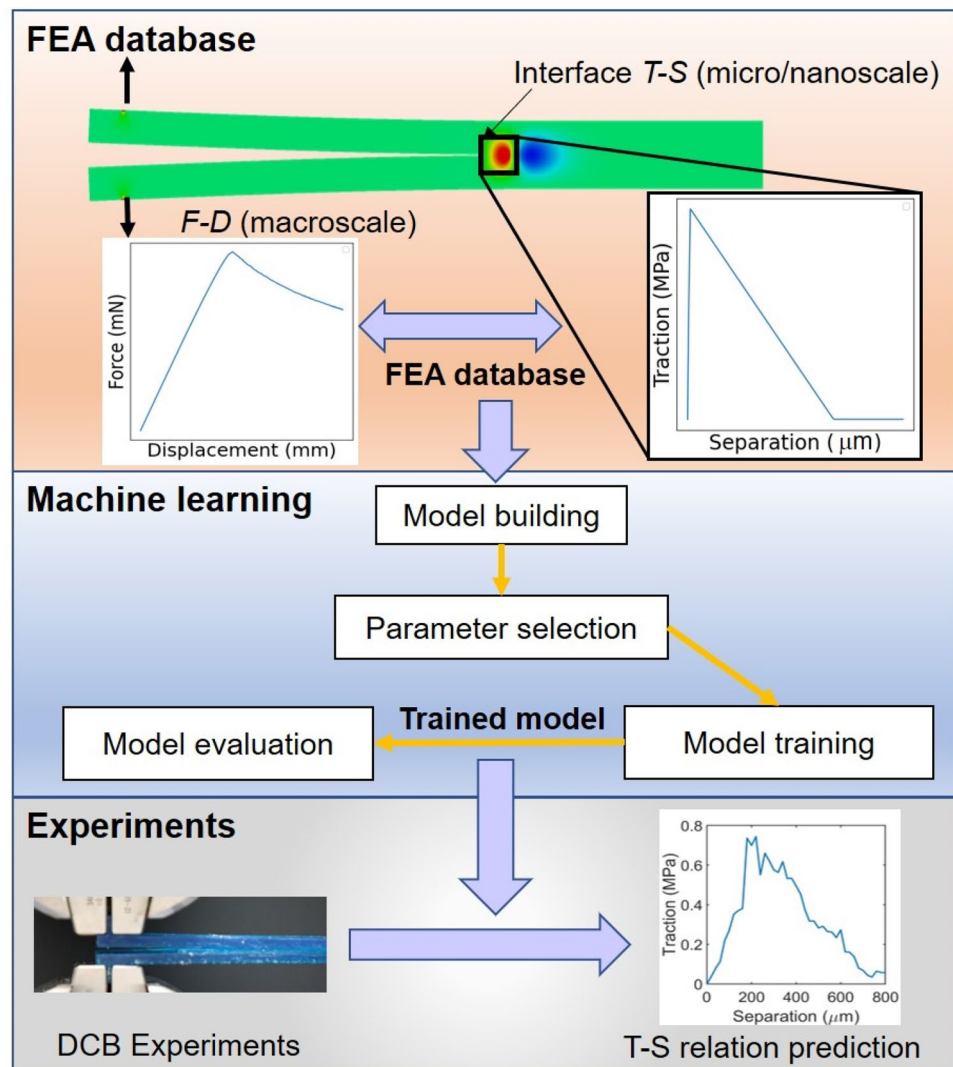 FEA database
Interface T-S (micro/nanoscale)
F-D (macroscale)
Force (mN)
Displacement (mm)
FEA database
Traction (MPa)
Separation ( μm)
Machine learning
Model building
Parameter selection
Trained model
Model evaluation
Model training
Experiments
DCB Experiments
Traction (MPa)
0.8
0.6
0.4
0.2
0
0 200 400 600 800
Separation (μm)
T-S relation prediction